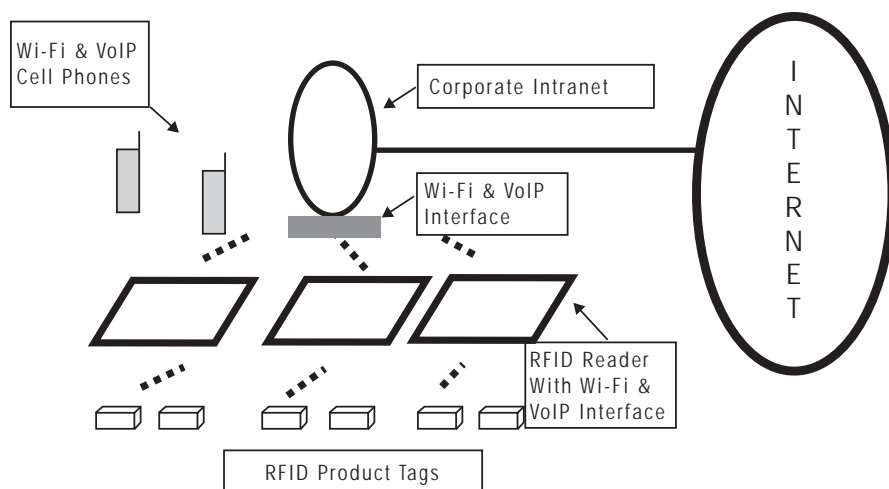 Wi-Fi & VoIP
Cell Phones
Corporate Intranet
Wi-Fi & VoIP
Interface
INTERNET
RFID Reader
With Wi-Fi &
VoIP Interface
RFID Product Tags